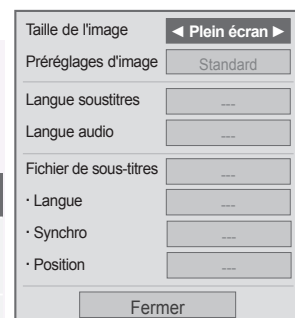 Taille de l'image ◄ Plein écran ►
Préréglages d'image Standard
Langue soustitres ---
Langue audio ---
Fichier de sous-titres ---
· Langue ---
· Synchro ---
· Position ---
Fermer